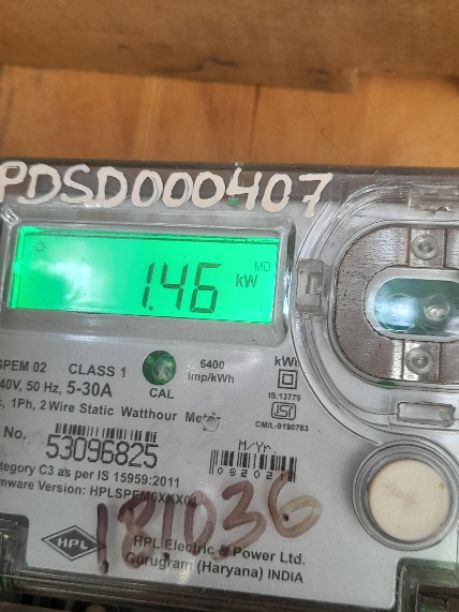 PDSD000407
MD
1.46 kW
SPEM 02 CLASS 1 6400 kWh
CAL imp/kWh
40V, 50 Hz, 5-30A
IS:13779
1Ph, 2 Wire Static Watthour Meter
ISI
CM/L-9190783
No. 53096825
M/Yr.
ategory C3 as per IS 15959:2011
mware Version:
181036
HPL
HPL Electric & Power Ltd.
Gurugram (Haryana) INDIA